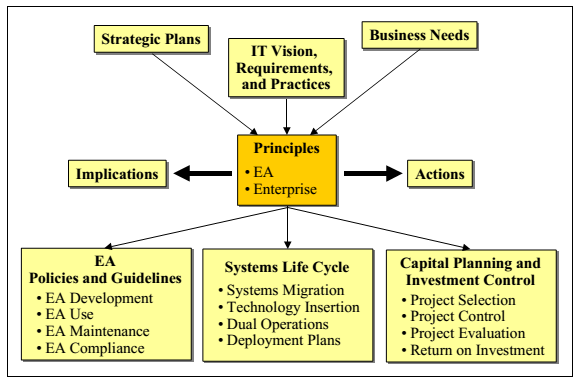 Strategic Plans
IT Vision,
Requirements,
and Practices
Business Needs
Principles
• EA
• Enterprise
Implications
Actions
EA
Policies and Guidelines
• EA Development
• EA Use
• EA Maintenance
• EA Compliance
Systems Life Cycle
• Systems Migration
• Technology Insertion
• Dual Operations
• Deployment Plans
Capital Planning and
Investment Control
• Project Selection
• Project Control
• Project Evaluation
• Return on Investment